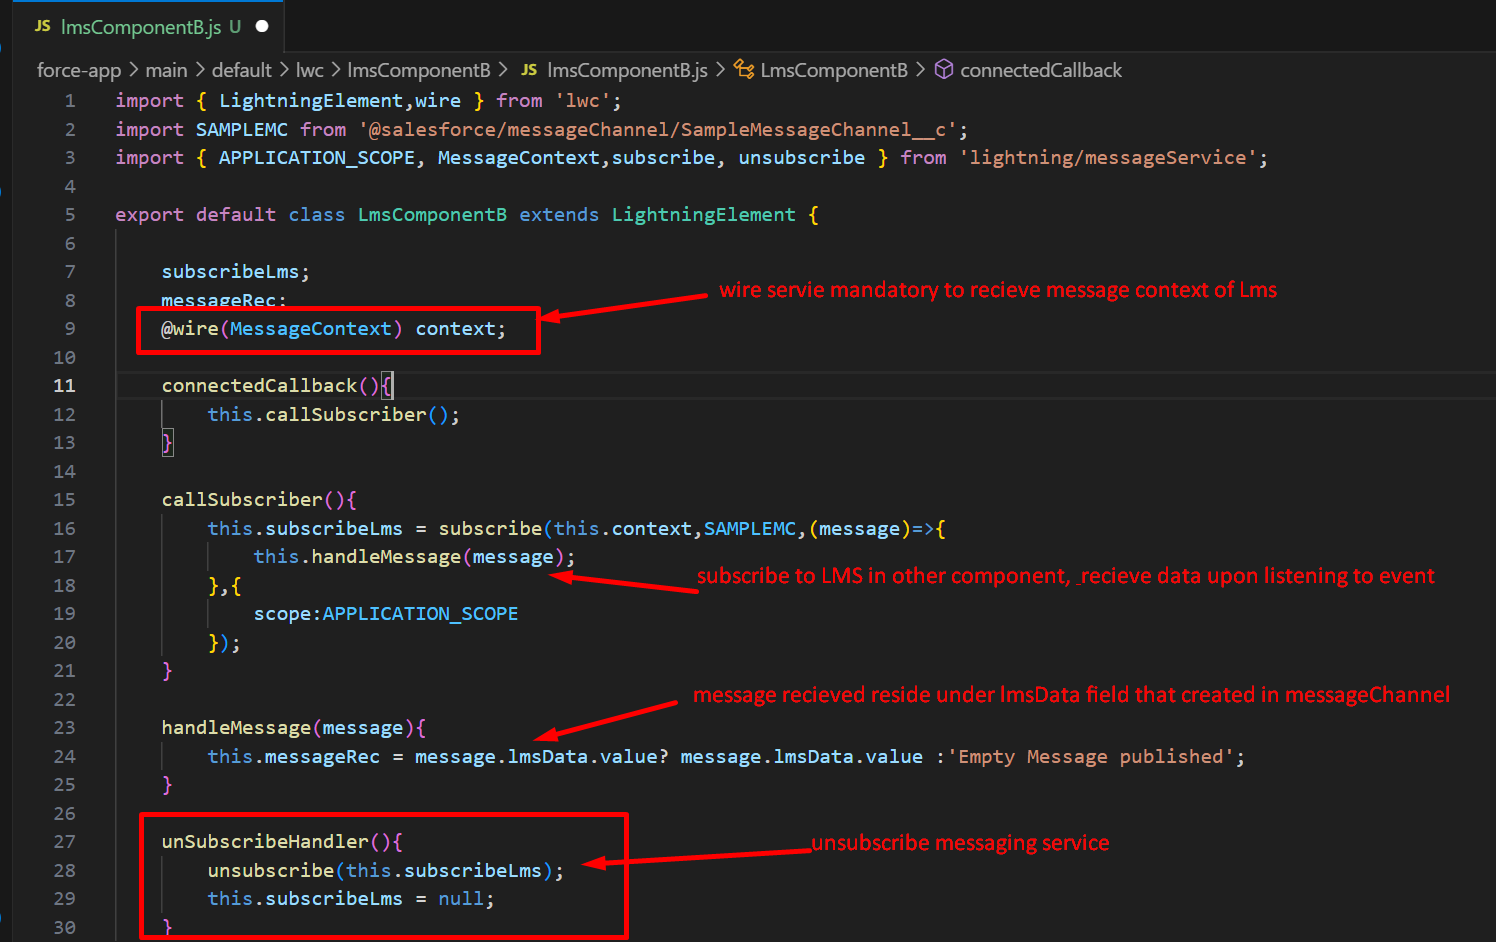 JS lmsComponentB.js U
force-app > main > default > lwc > lmsComponentB > JS lmsComponentB.js > LmsComponentB > connectedCallback
1 import { LightningElement,wire } from 'lwc';
2 import SAMPLEMC from '@salesforce/messageChannel/SampleMessageChannel__c';
3 import { APPLICATION_SCOPE, MessageContext,subscribe, unsubscribe } from 'lightning/messageService';
4
5 export default class LmsComponentB extends LightningElement {
6
7 subscribeLms;
8 messageRec;
wire servie mandatory to recieve message context of Lms
9 @wire(MessageContext) context;
10
11 connectedCallback(){
12 this.callSubscriber();
13 }
14
15 callSubscriber(){
16 this.subscribeLms = subscribe(this.context,SAMPLEMC,(message)=>{
17 this.handleMessage(message);
subscribe to LMS in other component, _recieve data upon listening to event
18 },{
19 scope:APPLICATION_SCOPE
20 });
21 }
22
message recieved reside under lmsData field that created in messageChannel
23 handleMessage(message){
24 this.messageRec = message.lmsData.value? message.lmsData.value :'Empty Message published';
25 }
26
27 unSubscribeHandler(){
unsubscribe messaging service
28 unsubscribe(this.subscribeLms);
29 this.subscribeLms = null;
30 }